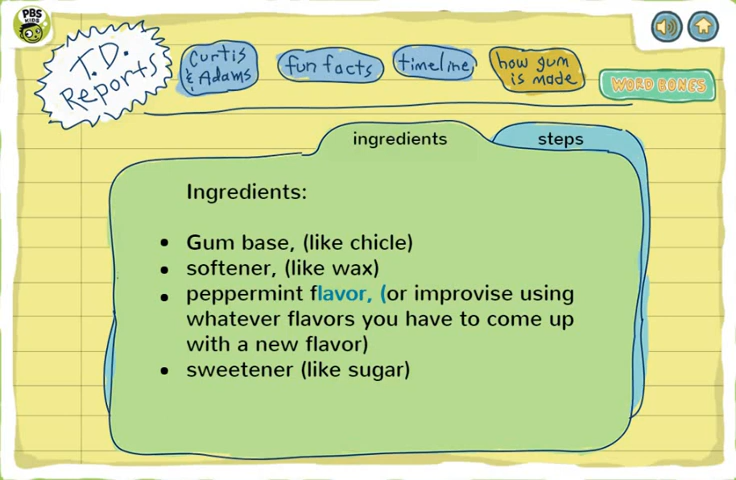 PBS
KIDS
T.D.
Reports
Curtis
& Adams
fun facts
timeline
how gum
is made
WORD BONES
ingredients
steps
Ingredients:
• Gum base, (like chicle)
• softener, (like wax)
• peppermint flavor, (or improvise using
whatever flavors you have to come up
with a new flavor)
• sweetener (like sugar)